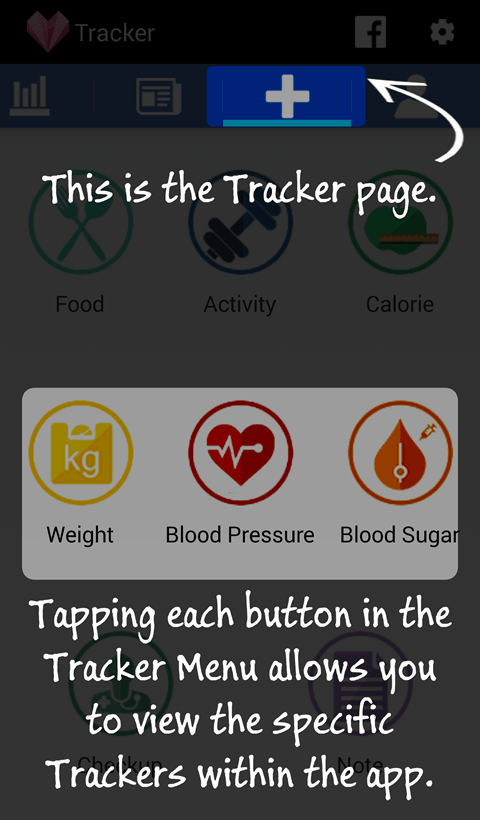 Tracker
This is the Tracker page.
Food Activity Calorie
kg
Weight Blood Pressure Blood Sugar
Tapping each button in the
Tracker Menu allows you
to view the specific
Checkup Note
Trackers within the app.